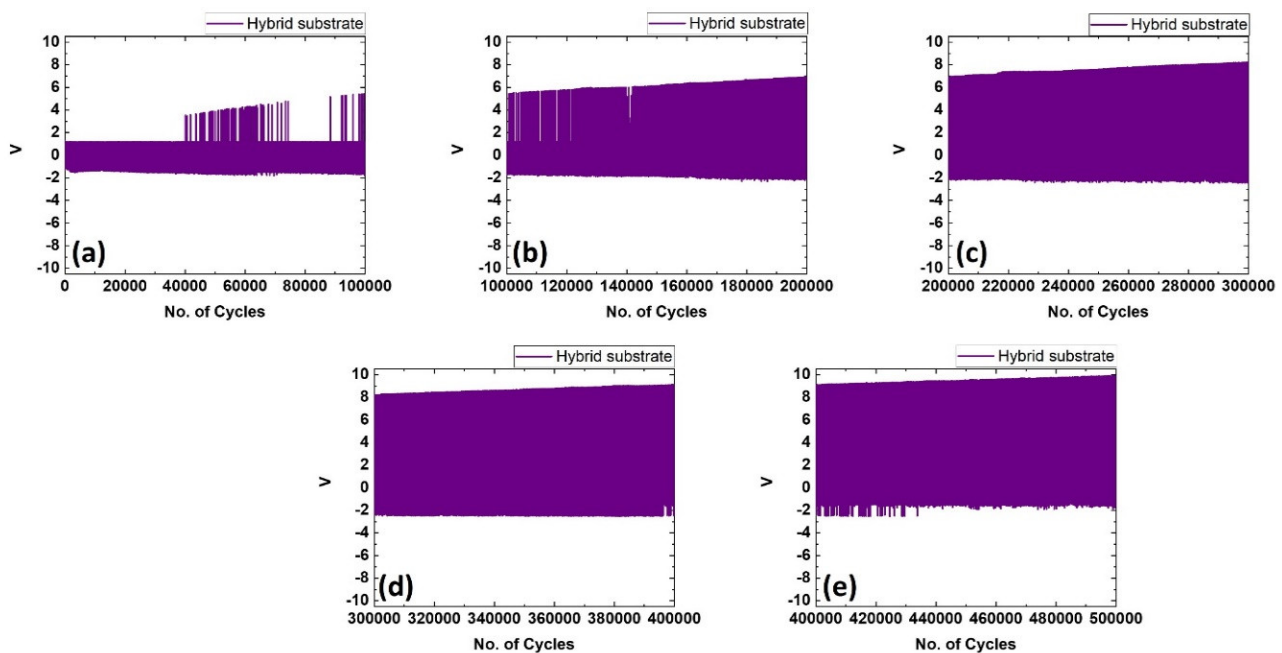 Hybrid substrate
10
8
6
4
2
0
-2
-4
-6
-8
-10
V
(a)
0 20000 40000 60000 80000 100000
No. of Cycles
Hybrid substrate
10
8
6
4
2
0
-2
-4
-6
-8
-10
V
(b)
100000 120000 140000 160000 180000 200000
No. of Cycles
Hybrid substrate
10
8
6
4
2
0
-2
-4
-6
-8
-10
V
(c)
200000 220000 240000 260000 280000 300000
No. of Cycles
Hybrid substrate
10
8
6
4
2
0
-2
-4
-6
-8
-10
V
(d)
300000 320000 340000 360000 380000 400000
No. of Cycles
Hybrid substrate
10
8
6
4
2
0
-2
-4
-6
-8
-10
V
(e)
400000 420000 440000 460000 480000 500000
No. of Cycles